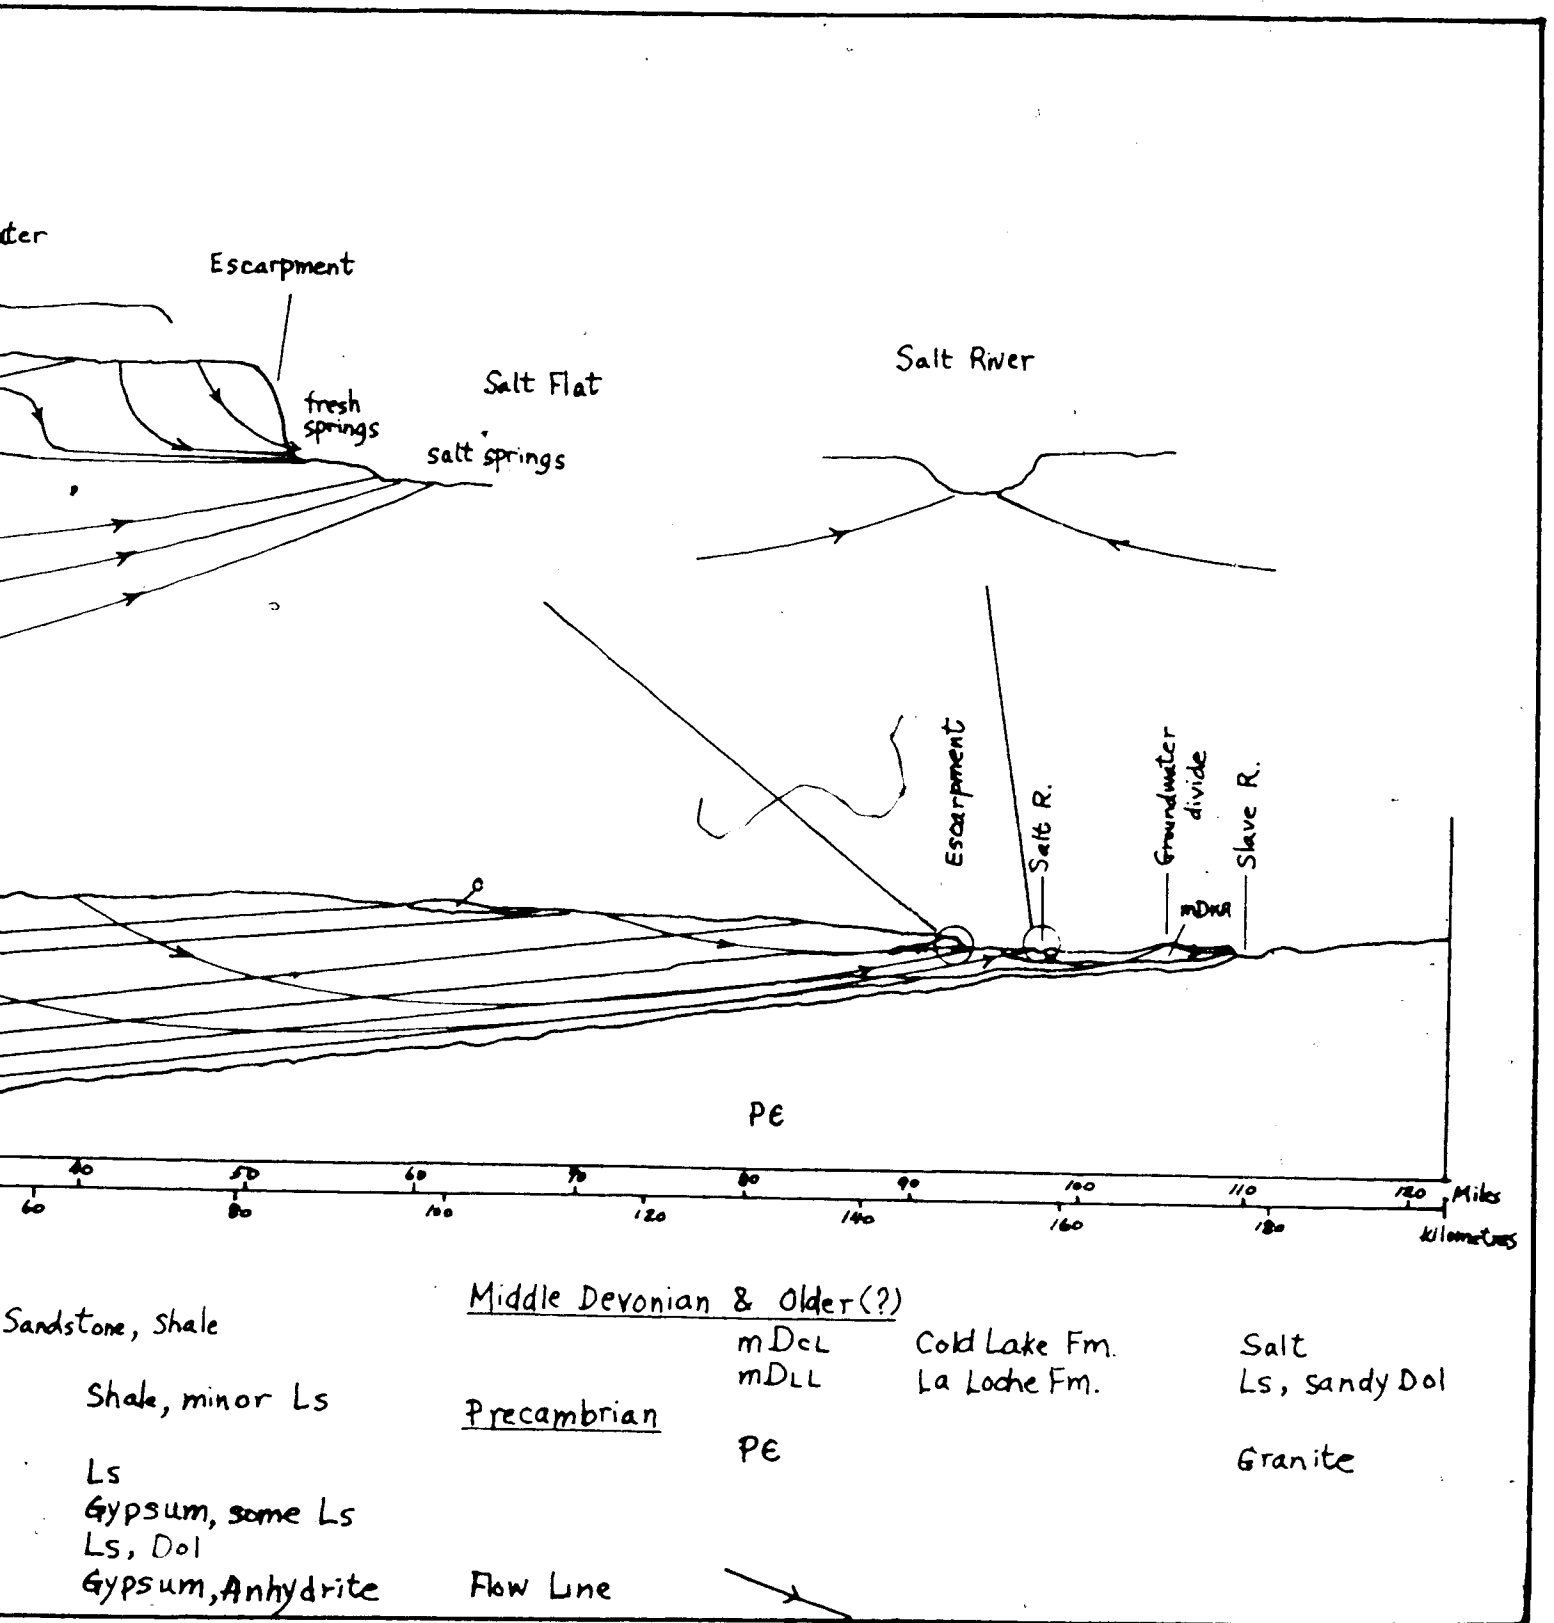 Escarpment
fresh
springs
Salt Flat
salt springs
Salt River
Escarpment
Salt R.
Groundwater
divide
Slave R.
PЄ
40 50 60 70 80 90 100 110 120 Miles
60 80 100 120 140 160 180 kilometres
Sandstone, Shale
Shale, minor Ls
Ls
Gypsum, some Ls
Ls, Dol
Gypsum, Anhydrite
Middle Devonian & Older(?)
mDCL Cold Lake Fm. Salt
mDLL La Loche Fm. Ls, sandy Dol
Precambrian
PЄ Granite
Flow Line